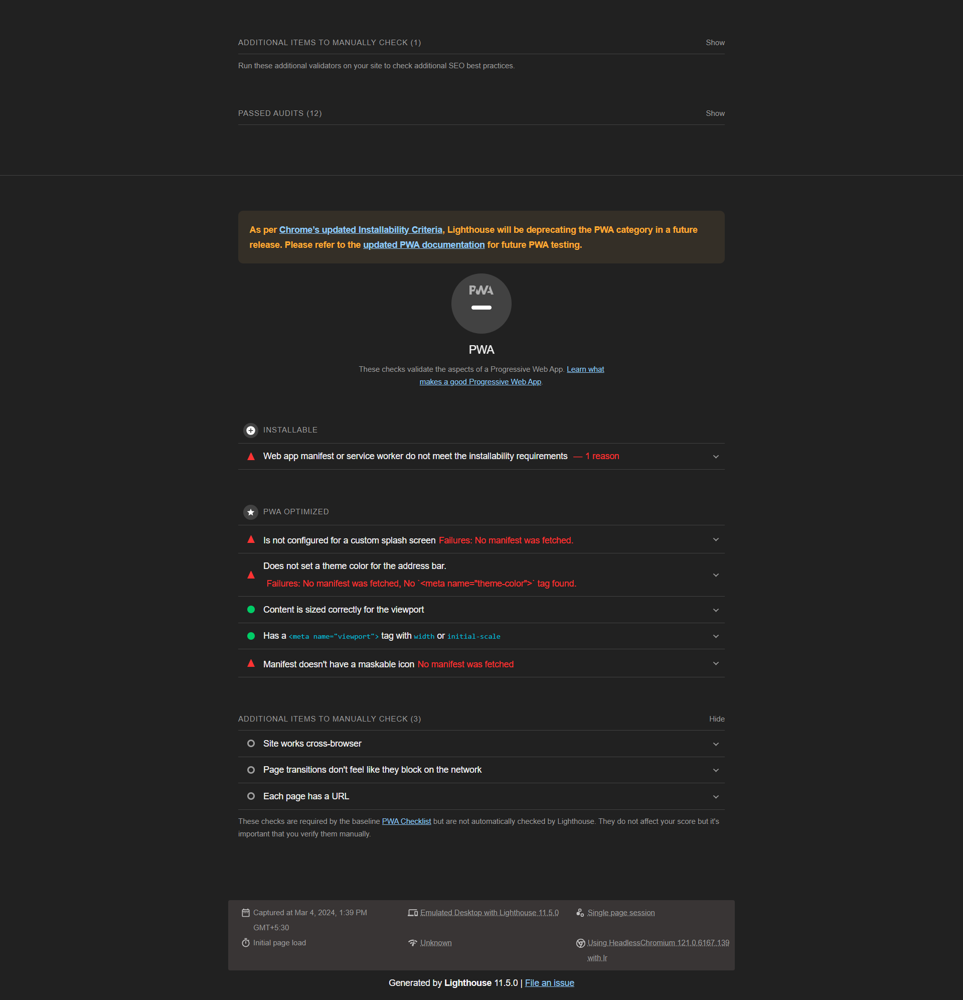 ADDITIONAL ITEMS TO MANUALLY CHECK (1) Show
Run these additional validators on your site to check additional SEO best practices.
PASSED AUDITS (12) Show
As per Chrome’s updated Installability Criteria, Lighthouse will be deprecating the PWA category in a future
release. Please refer to the updated PWA documentation for future PWA testing.
PWA
PWA
These checks validate the aspects of a Progressive Web App. Learn what
makes a good Progressive Web App.
INSTALLABLE
Web app manifest or service worker do not meet the installability requirements — 1 reason
PWA OPTIMIZED
Is not configured for a custom splash screen Failures: No manifest was fetched.
Does not set a theme color for the address bar.
Failures: No manifest was fetched, No `<meta name="theme-color">` tag found.
Content is sized correctly for the viewport
Has a <meta name="viewport"> tag with width or initial-scale
Manifest doesn't have a maskable icon No manifest was fetched
ADDITIONAL ITEMS TO MANUALLY CHECK (3) Hide
Site works cross-browser
Page transitions don't feel like they block on the network
Each page has a URL
These checks are required by the baseline PWA Checklist but are not automatically checked by Lighthouse. They do not affect your score but it's
important that you verify them manually.
Captured at Mar 4, 2024, 1:39 PM
GMT+5:30
Emulated Desktop with Lighthouse 11.5.0
Single page session
Initial page load
Unknown
Using HeadlessChromium 121.0.6167.139
with lr
Generated by Lighthouse 11.5.0 | File an issue